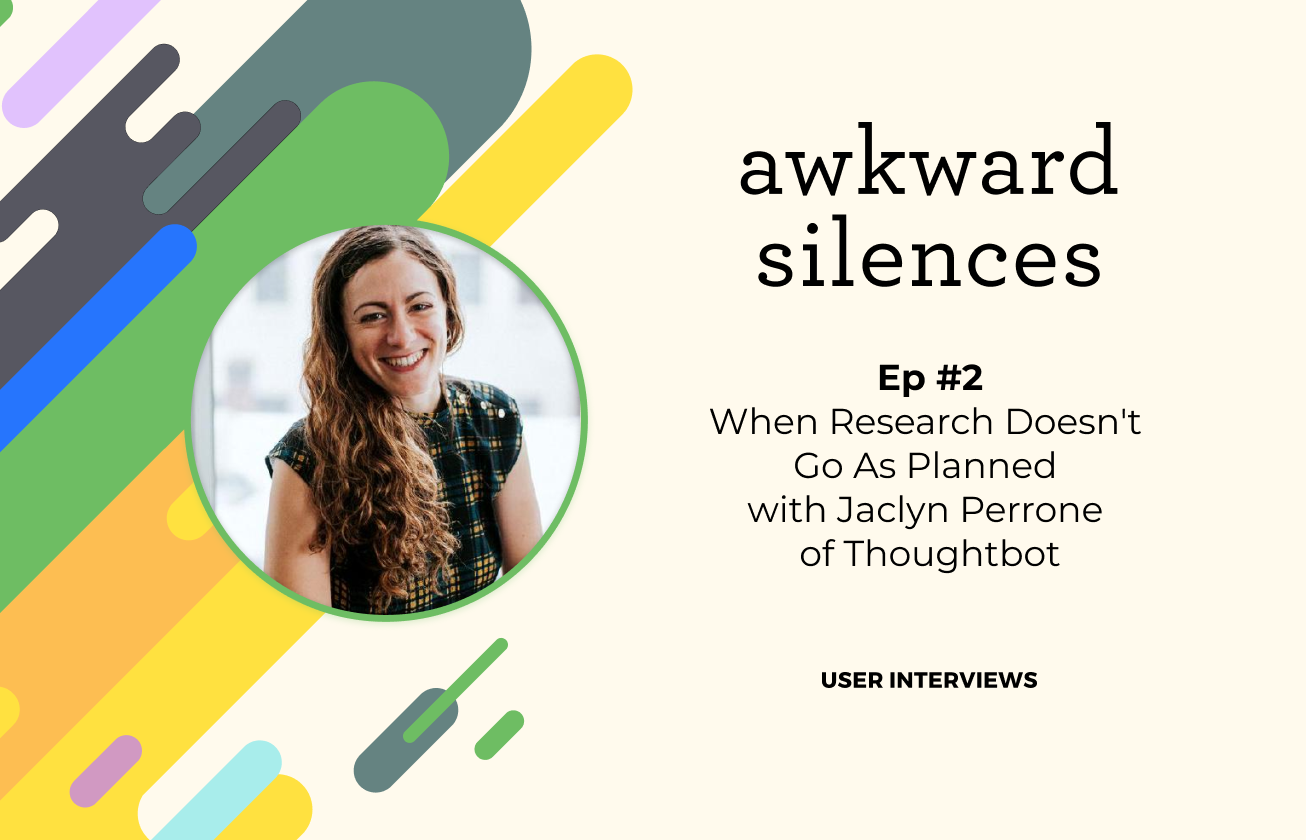 awkward
silences
Ep #2
When Research Doesn't
Go As Planned
with Jaclyn Perrone
of Thoughtbot
USER INTERVIEWS